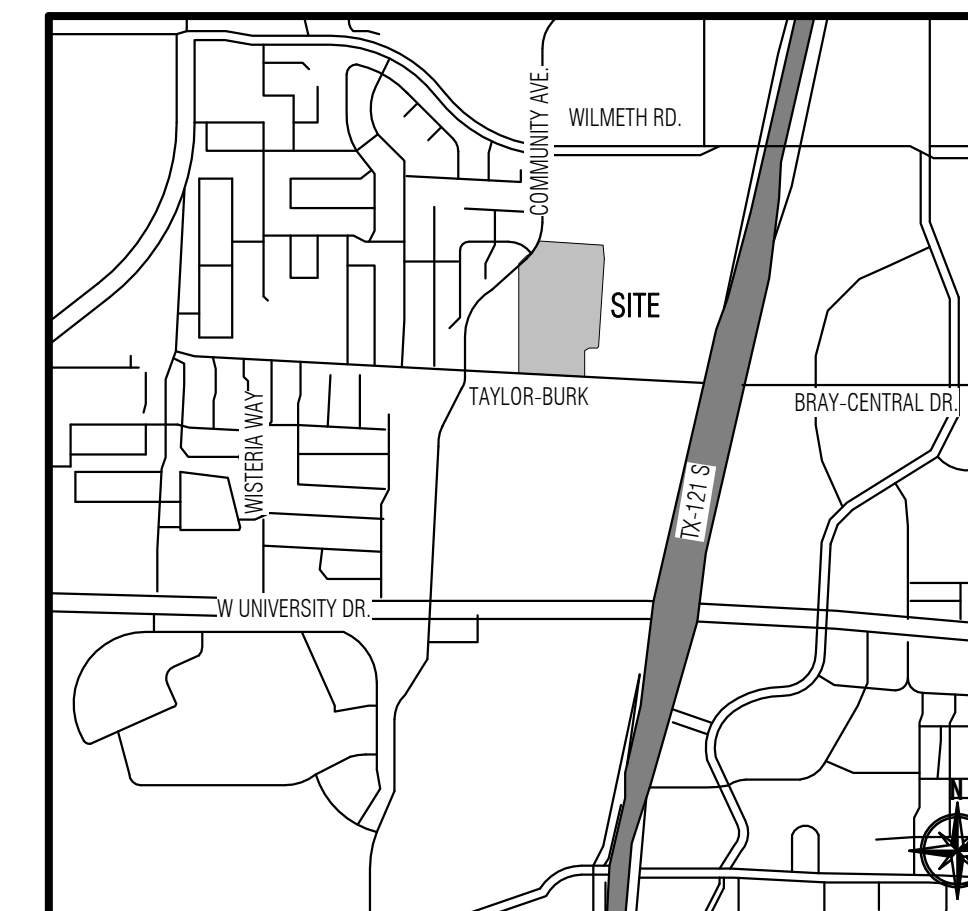 COMMUNITY AVE.
WILMETH RD.
SITE
TAYLOR-BURK
BRAY-CENTRAL DR.
WISTERIA WAY
TX-121 S
W UNIVERSITY DR.
N